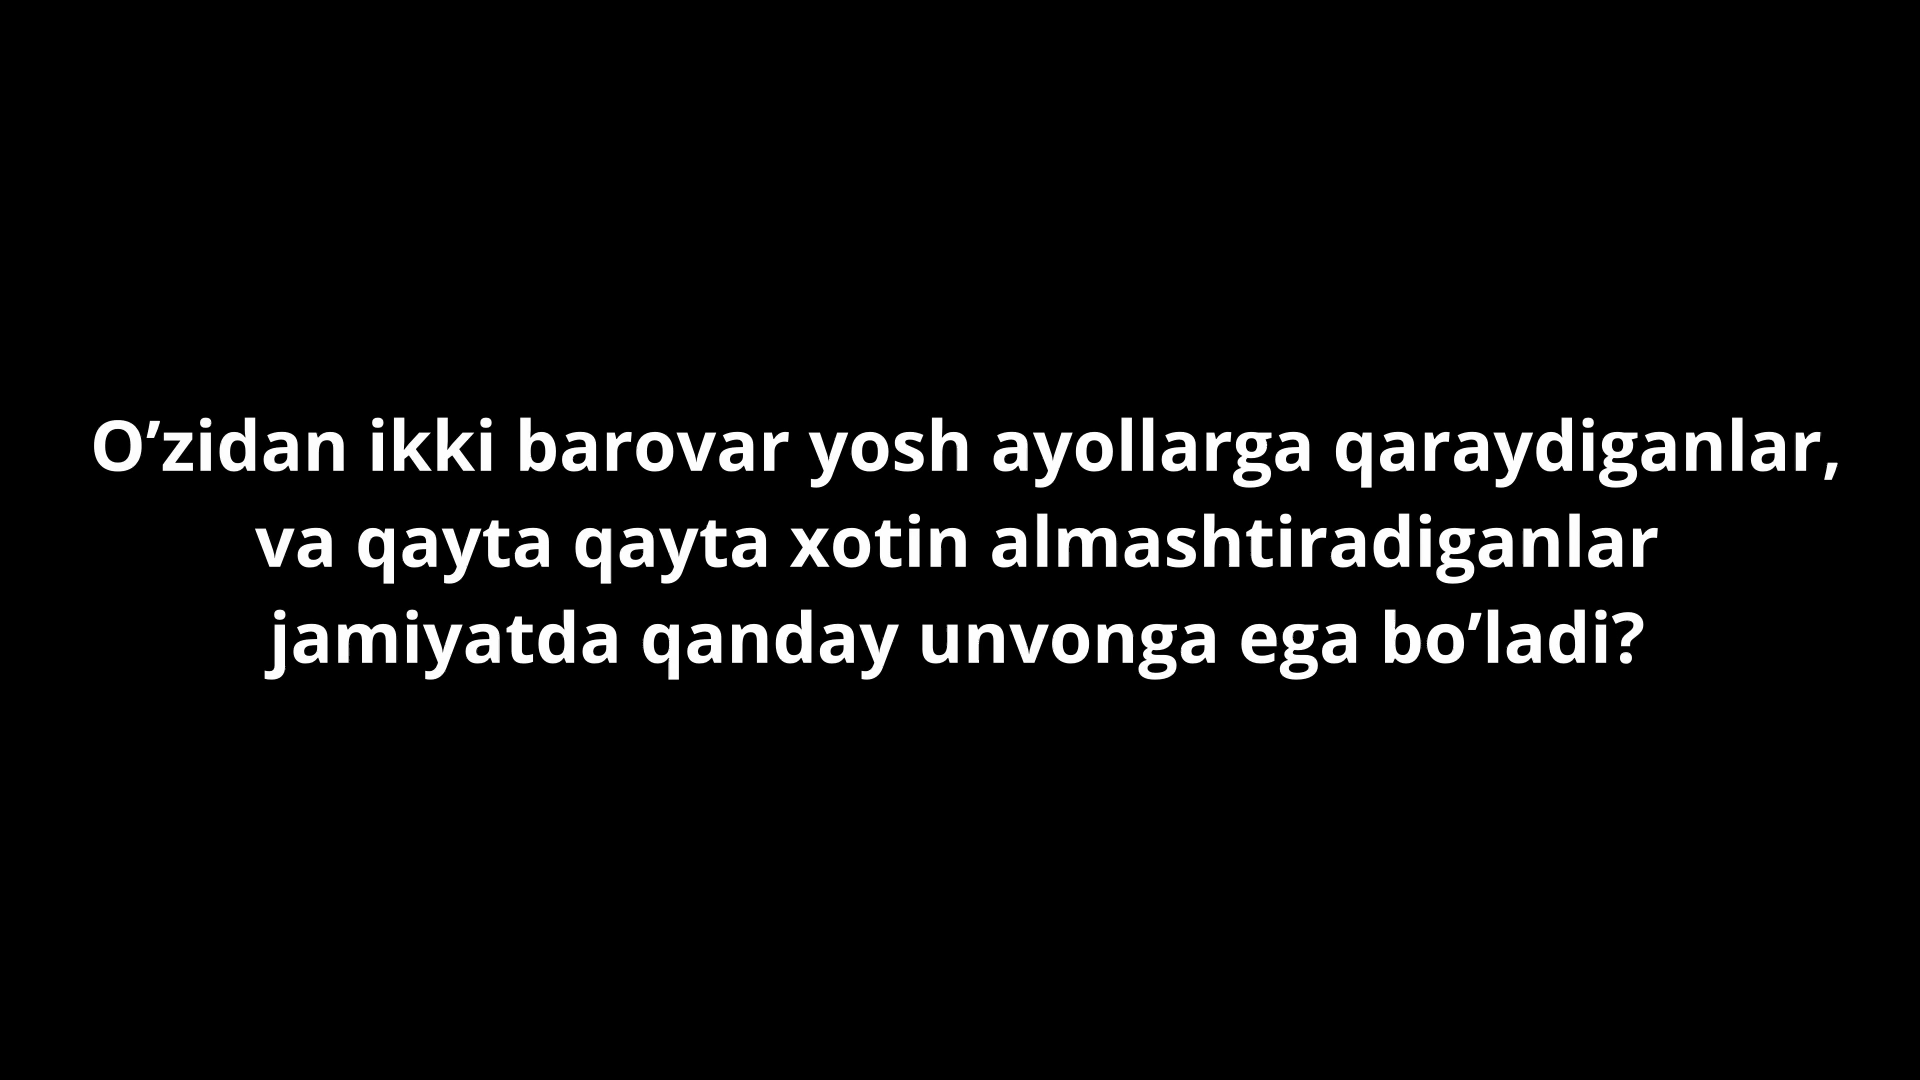 O’zidan ikki barovar yosh ayollarga qaraydiganlar,
va qayta qayta xotin almashtiradiganlar
jamiyatda qanday unvonga ega bo’ladi?